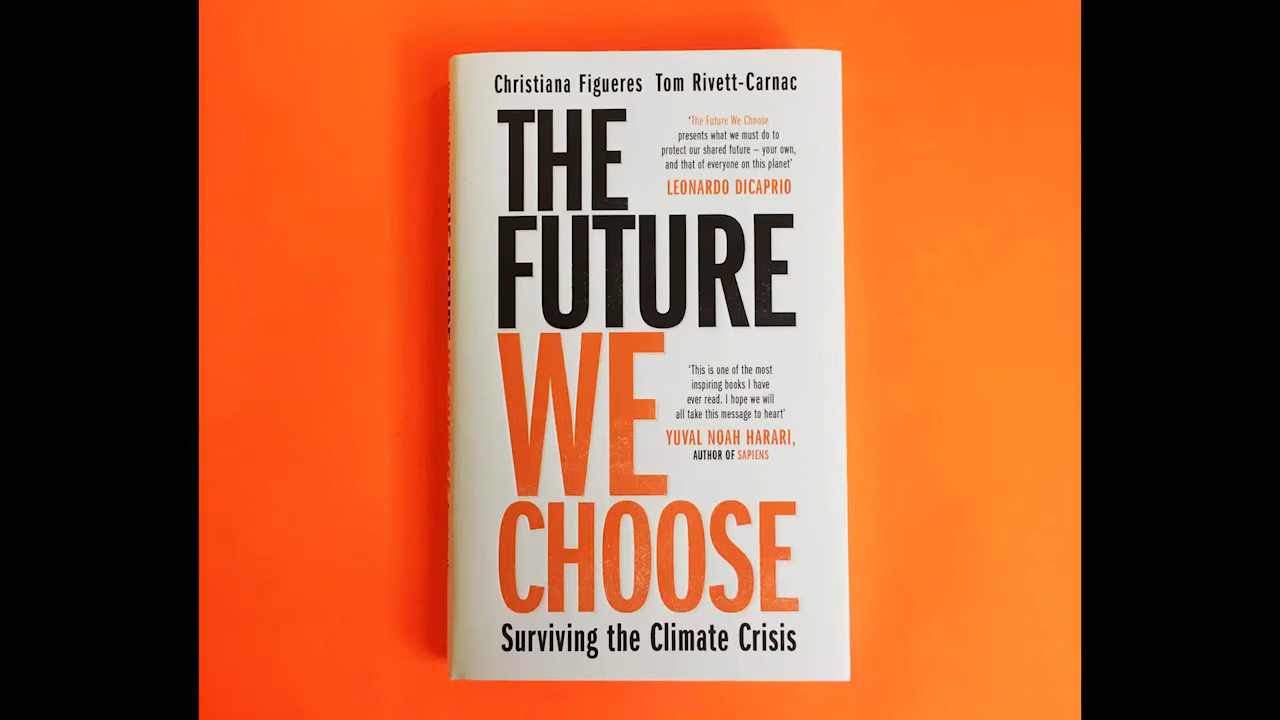 Christiana Figueres Tom Rivett-Carnac
THE
FUTURE
WE
CHOOSE
‘The Future We Choose
presents what we must do to
protect our shared future – your own,
and that of everyone on this planet’
LEONARDO DICAPRIO
‘This is one of the most
inspiring books I have
ever read. I hope we will
all take this message to heart’
YUVAL NOAH HARARI,
AUTHOR OF SAPIENS
Surviving the Climate Crisis